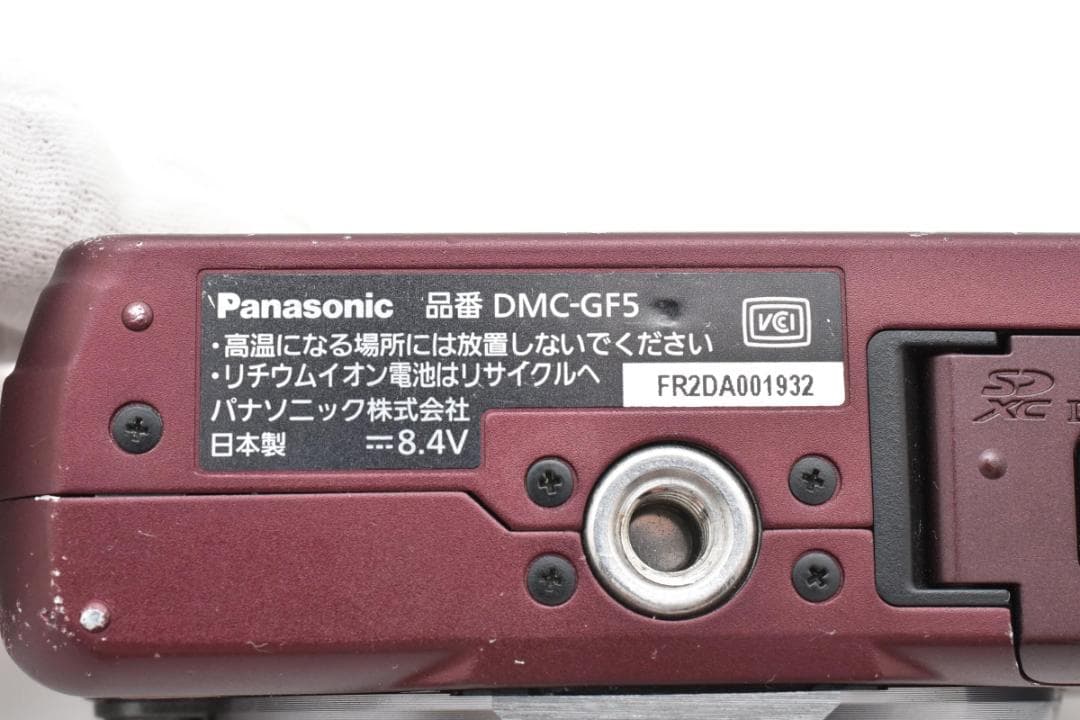 Panasonic 品番 DMC-GF5
VCCI
・高温になる場所には放置しないでください
・リチウムイオン電池はリサイクルへ
FR2DA001932
パナソニック株式会社
日本製 ⎓8.4V
SD
XC